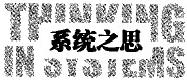 THINKING
系统之思
IN SYSTEMS